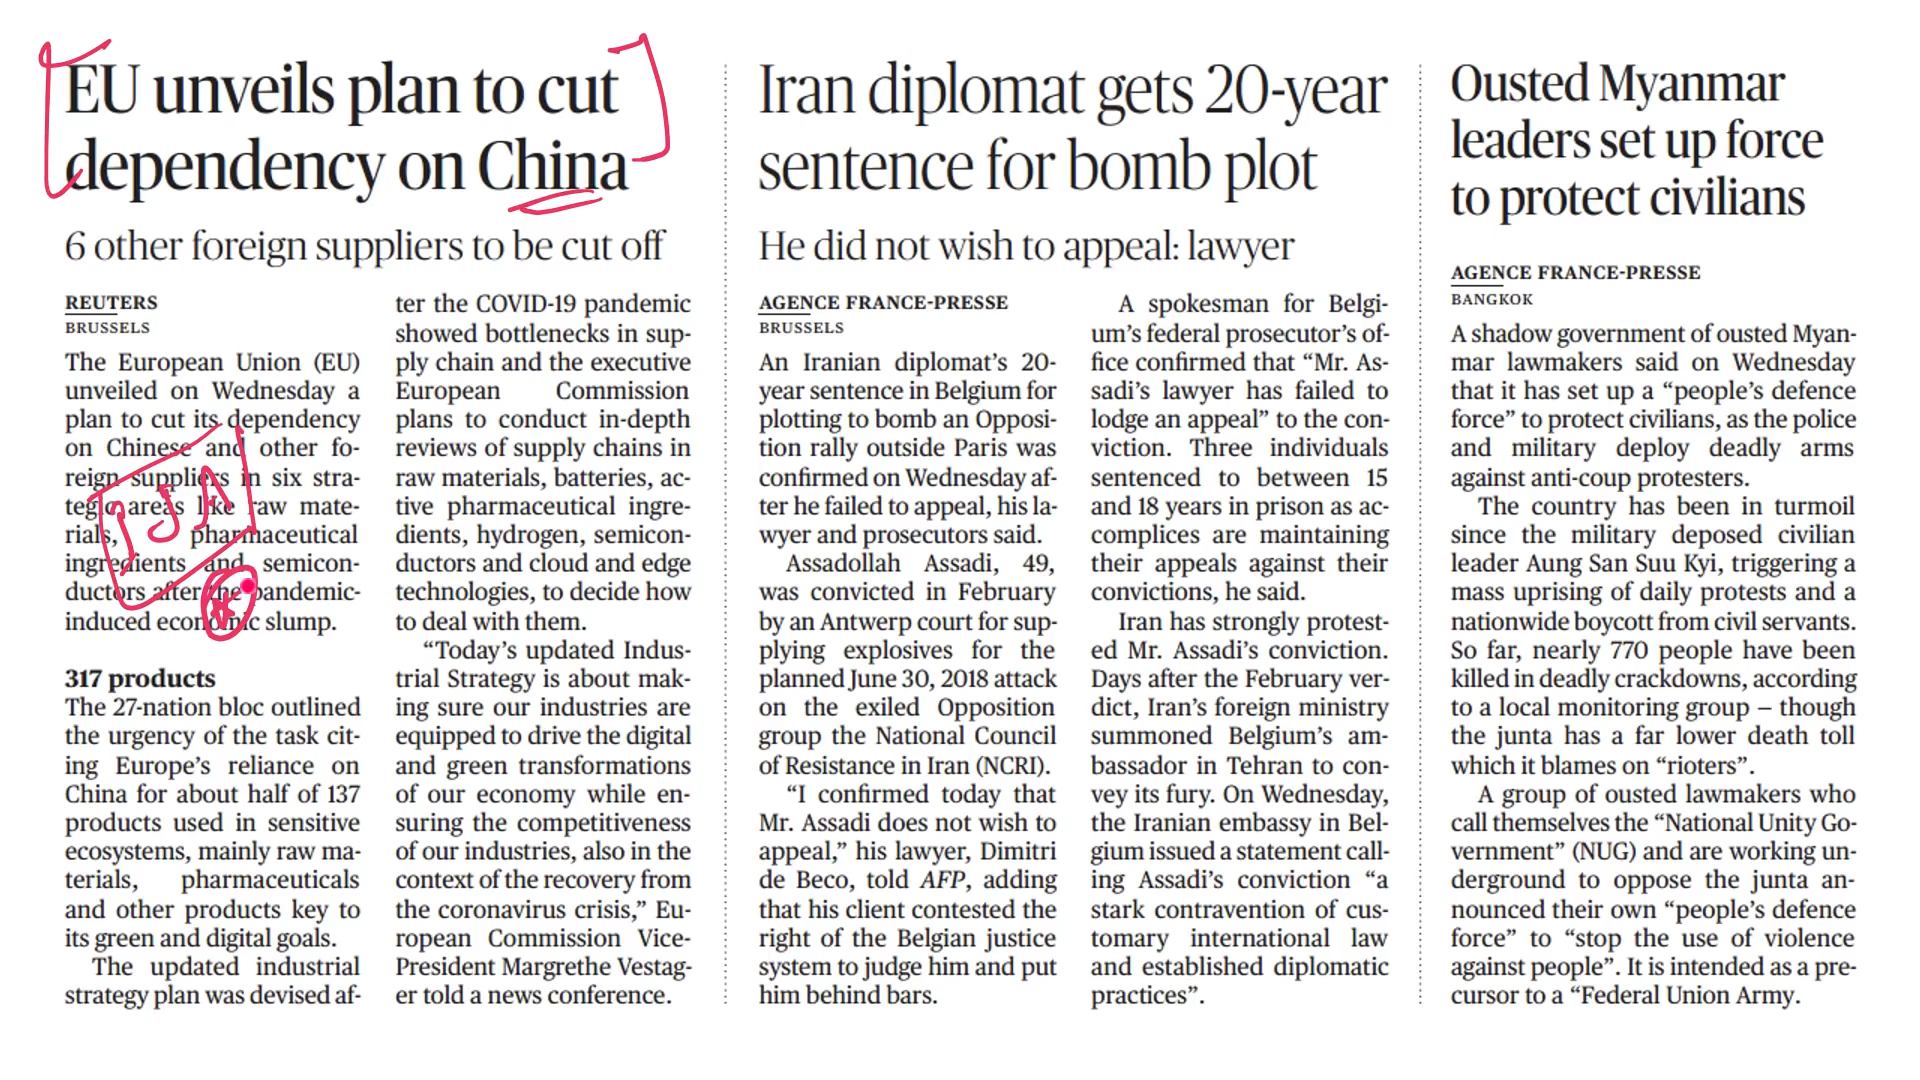 EU unveils plan to cut
dependency on China
6 other foreign suppliers to be cut off
REUTERS
BRUSSELS
The European Union (EU)
unveiled on Wednesday a
plan to cut its dependency
on Chinese and other fo-
reign suppliers in six stra-
tegic areas like raw mate-
rials, pharmaceutical
ingredients and semicon-
ductors after the pandemic-
induced economic slump.
317 products
The 27-nation bloc outlined
the urgency of the task cit-
ing Europe's reliance on
China for about half of 137
products used in sensitive
ecosystems, mainly raw ma-
terials, pharmaceuticals
and other products key to
its green and digital goals.
The updated industrial
strategy plan was devised af-
ter the COVID-19 pandemic
showed bottlenecks in sup-
ply chain and the executive
European Commission
plans to conduct in-depth
reviews of supply chains in
raw materials, batteries, ac-
tive pharmaceutical ingre-
dients, hydrogen, semicon-
ductors and cloud and edge
technologies, to decide how
to deal with them.
“Today's updated Indus-
trial Strategy is about mak-
ing sure our industries are
equipped to drive the digital
and green transformations
of our economy while en-
suring the competitiveness
of our industries, also in the
context of the recovery from
the coronavirus crisis,” Eu-
ropean Commission Vice-
President Margrethe Vestag-
er told a news conference.
Iran diplomat gets 20-year
sentence for bomb plot
He did not wish to appeal: lawyer
AGENCE FRANCE-PRESSE
BRUSSELS
An Iranian diplomat's 20-
year sentence in Belgium for
plotting to bomb an Opposi-
tion rally outside Paris was
confirmed on Wednesday af-
ter he failed to appeal, his la-
wyer and prosecutors said.
Assadollah Assadi, 49,
was convicted in February
by an Antwerp court for sup-
plying explosives for the
planned June 30, 2018 attack
on the exiled Opposition
group the National Council
of Resistance in Iran (NCRI).
“I confirmed today that
Mr. Assadi does not wish to
appeal,” his lawyer, Dimitri
de Beco, told AFP, adding
that his client contested the
right of the Belgian justice
system to judge him and put
him behind bars.
A spokesman for Belgi-
um's federal prosecutor's of-
fice confirmed that “Mr. As-
sadi's lawyer has failed to
lodge an appeal” to the con-
viction. Three individuals
sentenced to between 15
and 18 years in prison as ac-
complices are maintaining
their appeals against their
convictions, he said.
Iran has strongly protest-
ed Mr. Assadi's conviction.
Days after the February ver-
dict, Iran's foreign ministry
summoned Belgium's am-
bassador in Tehran to con-
vey its fury. On Wednesday,
the Iranian embassy in Bel-
gium issued a statement call-
ing Assadi's conviction “a
stark contravention of cus-
tomary international law
and established diplomatic
practices”.
Ousted Myanmar
leaders set up force
to protect civilians
AGENCE FRANCE-PRESSE
BANGKOK
A shadow government of ousted Myan-
mar lawmakers said on Wednesday
that it has set up a “people's defence
force” to protect civilians, as the police
and military deploy deadly arms
against anti-coup protesters.
The country has been in turmoil
since the military deposed civilian
leader Aung San Suu Kyi, triggering a
mass uprising of daily protests and a
nationwide boycott from civil servants.
So far, nearly 770 people have been
killed in deadly crackdowns, according
to a local monitoring group – though
the junta has a far lower death toll
which it blames on “rioters”.
A group of ousted lawmakers who
call themselves the “National Unity Go-
vernment” (NUG) and are working un-
derground to oppose the junta an-
nounced their own “people's defence
force” to “stop the use of violence
against people”. It is intended as a pre-
cursor to a “Federal Union Army.